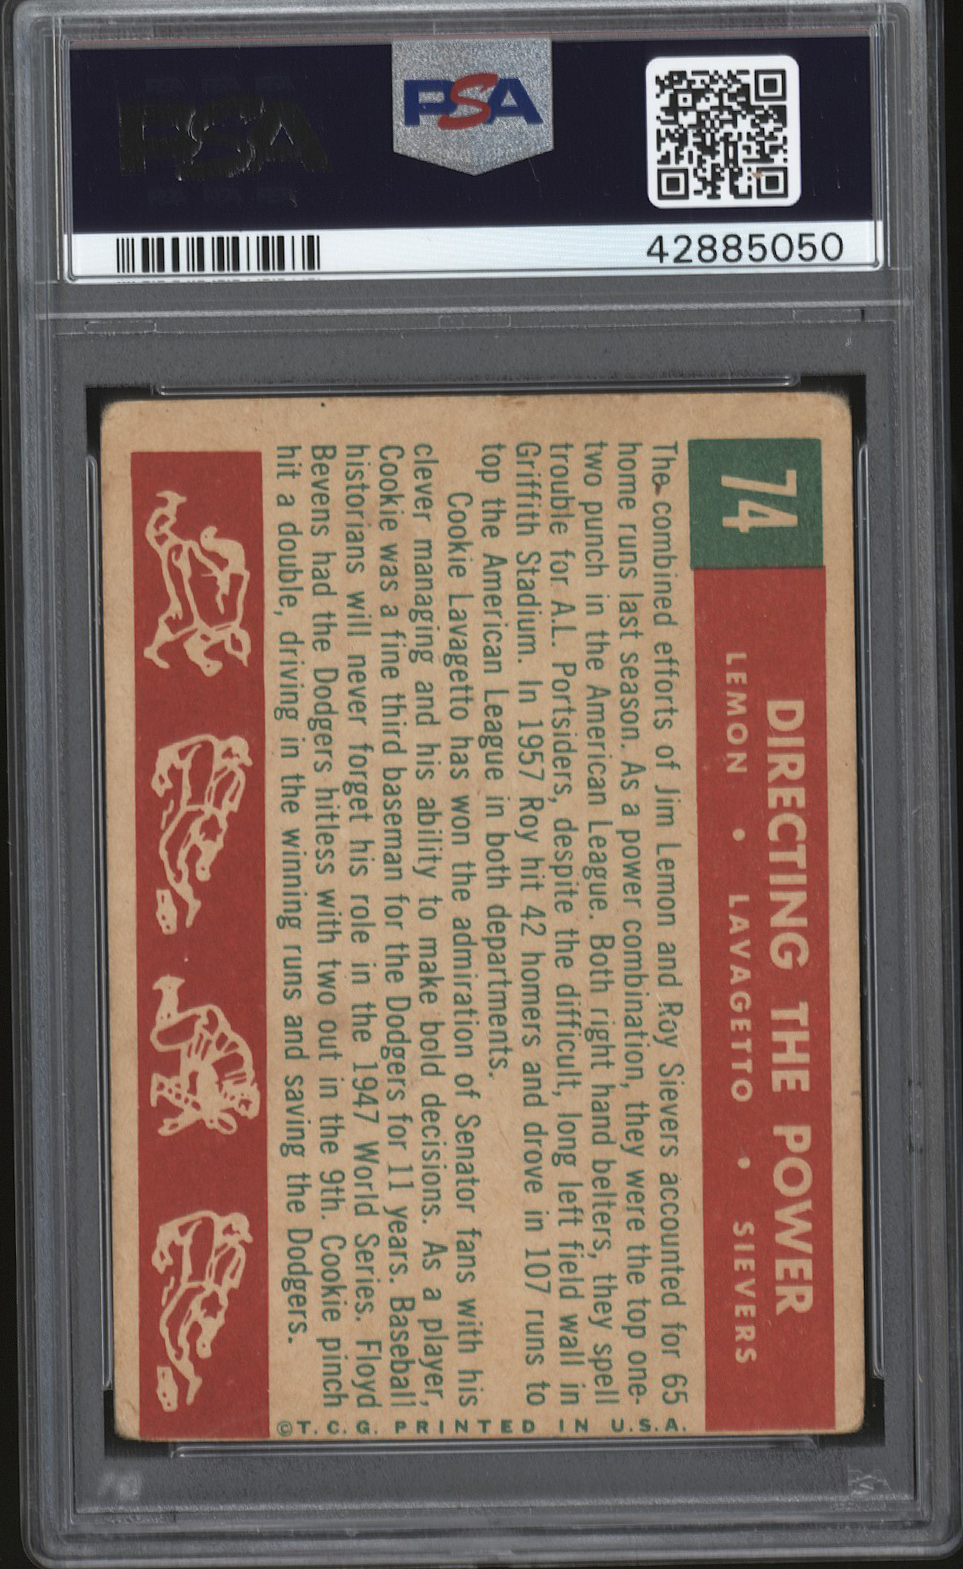 PSA
PSA
42885050
74
DIRECTING THE POWER
LEMON • LAVAGETTO • SIEVERS
The combined efforts of Jim Lemon and Roy Sievers accounted for 65
home runs last season. As a power combination, they were the top one-
two punch in the American League. Both right hand belters, they spell
trouble for A.L. Portsiders, despite the difficult, long left field wall in
Griffith Stadium. In 1957 Roy hit 42 homers and drove in 107 runs to
top the American League in both departments.
Cookie Lavagetto has won the admiration of Senator fans with his
clever managing and his ability to make bold decisions. As a player,
Cookie was a fine third baseman for the Dodgers for 11 years. Baseball
historians will never forget his role in the 1947 World Series. Floyd
Bevens had the Dodgers hitless with two out in the 9th. Cookie pinch
hit a double, driving in the winning runs and saving the Dodgers.
©T. C. G. PRINTED IN U.S.A.